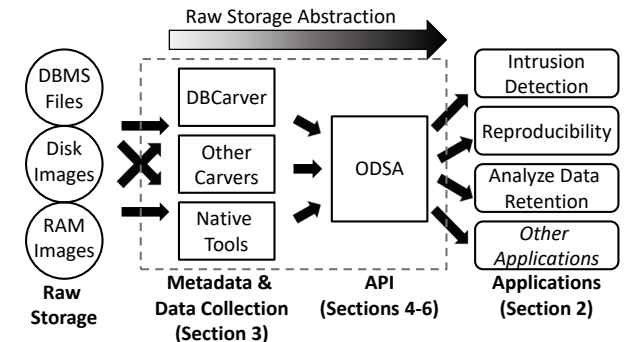 Raw Storage Abstraction
DBMS
Files
Disk
Images
RAM
Images
Raw
Storage
DBCarver
Other
Carvers
Native
Tools
Metadata &
Data Collection
(Section 3)
ODSA
API
(Sections 4-6)
Intrusion
Detection
Reproducibility
Analyze Data
Retention
Other
Applications
Applications
(Section 2)